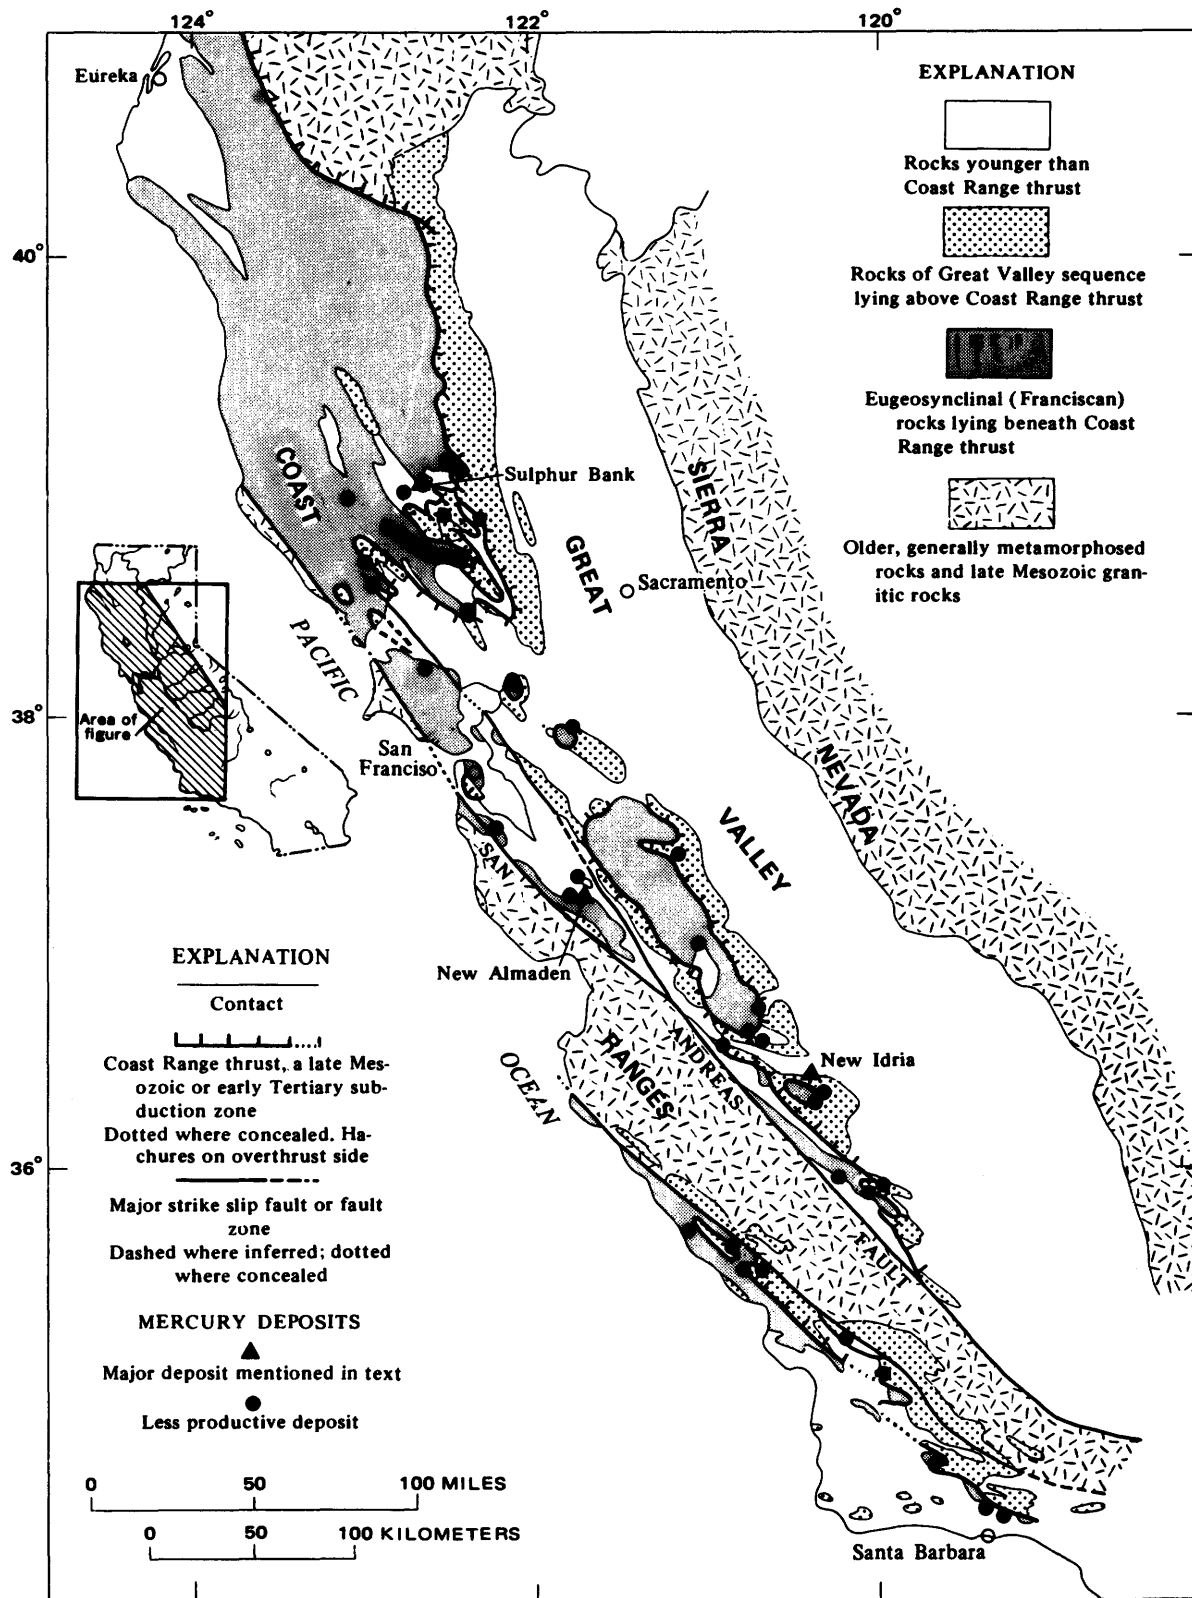 124°
122°
120°
Eureka
EXPLANATION
Rocks younger than
Coast Range thrust
40°
Rocks of Great Valley sequence
lying above Coast Range thrust
Eugeosynclinal (Franciscan)
rocks lying beneath Coast
Range thrust
Older, generally metamorphosed
rocks and late Mesozoic gran-
itic rocks
COAST
Sulphur Bank
SIERRA
GREAT
Sacramento
PACIFIC
38°
Area of
figure
San
Franciso
NEVADA
VALLEY
SAN
New Almaden
EXPLANATION
Contact
Coast Range thrust, a late Mes-
ozoic or early Tertiary sub-
duction zone
Dotted where concealed. Ha-
chures on overthrust side
Major strike slip fault or fault
zone
Dashed where inferred; dotted
where concealed
MERCURY DEPOSITS
Major deposit mentioned in text
Less productive deposit
RANGES
ANDREAS
OCEAN
New Idria
36°
FAULT
0 50 100 MILES
0 50 100 KILOMETERS
Santa Barbara